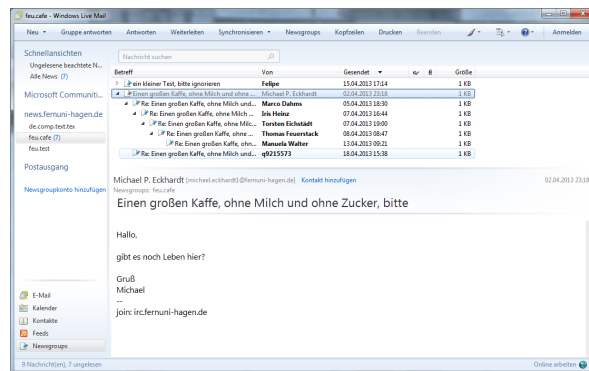 feu.cafe - Windows Live Mail
Neu Gruppe antworten Antworten Weiterleiten Synchronisieren Newsgroups Kopfzeilen Drucken Beenden Anmelden
Schnellansichten
Ungelesene beachtete N...
Alle News (7)
Microsoft Communiti...
news.fernuni-hagen.de
de.comp.text.tex
feu.cafe (7)
feu.test
Postausgang
Newsgroupkonto hinzufügen
E-Mail
Kalender
Kontakte
Feeds
Newsgroups
Nachricht suchen
Betreff Von Gesendet Größe
ein kleiner Test, bitte ignorieren Felipe 15.04.2013 17:14 1 KB
Einen großen Kaffe, ohne Milch und ohne ... Michael P. Eckhardt 02.04.2013 23:18 1 KB
Re: Einen großen Kaffe, ohne Milch und... Marco Dahms 05.04.2013 18:30 1 KB
Re: Einen großen Kaffe, ohne Milch und... Iris Heinz 07.04.2013 16:44 1 KB
Re: Einen großen Kaffe, ohne Milc... Torsten Eichstädt 07.04.2013 19:00 1 KB
Re: Einen großen Kaffe, ohne ... Thomas Feuerstack 08.04.2013 08:47 1 KB
Re: Einen großen Kaffe, ohn... Manuela Walter 13.04.2013 09:21 1 KB
Re: Einen großen Kaffe, ohne Milch und... q9215573 18.04.2013 15:38 1 KB
Michael P. Eckhardt [michael.eckhardt1@fernuni-hagen.de] Kontakt hinzufügen 02.04.2013 23:18
Newsgroups: feu.cafe
Einen großen Kaffe, ohne Milch und ohne Zucker, bitte
Hallo,
gibt es noch Leben hier?
Gruß
Michael
--
join: irc.fernuni-hagen.de
9 Nachricht(en), 7 ungelesen Online arbeiten